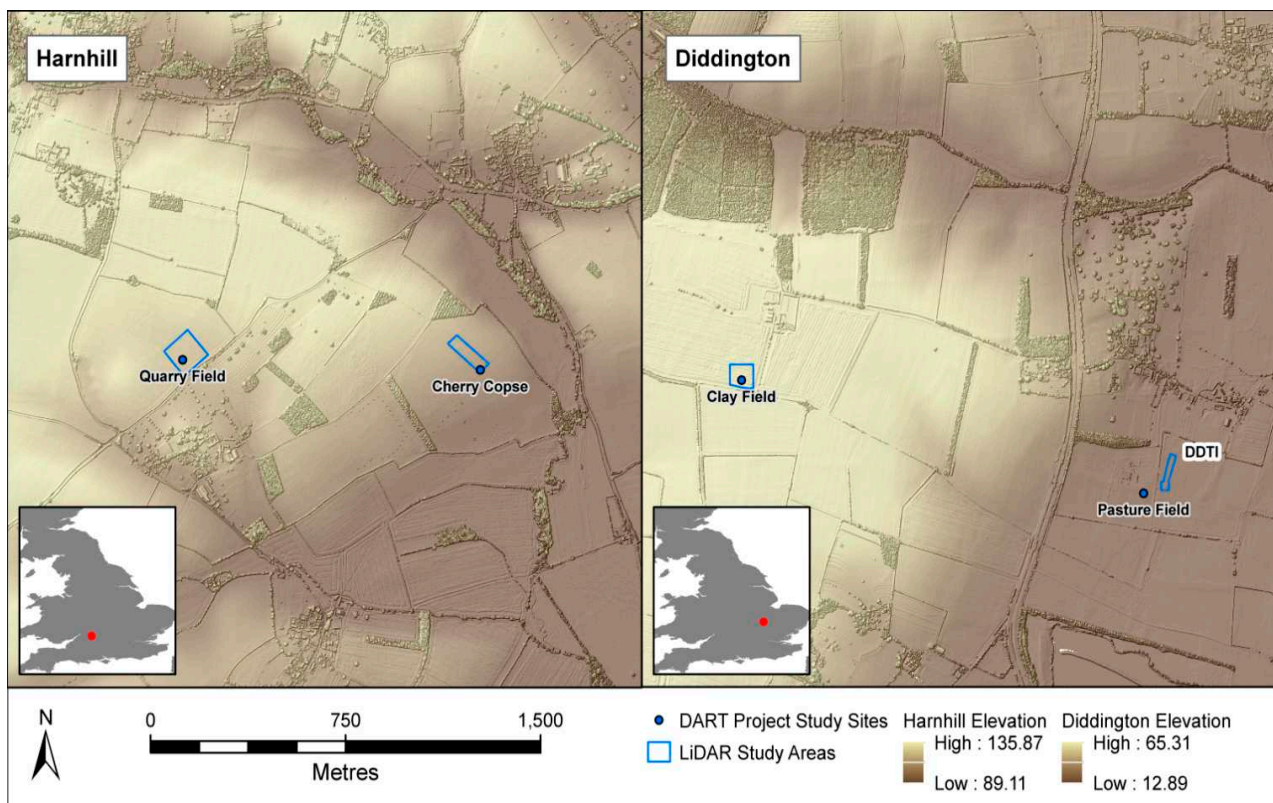 Harnhill
Diddington
Quarry Field
Cherry Copse
Clay Field
DDTI
Pasture Field
N
0 750 1,500
Metres
DART Project Study Sites
LiDAR Study Areas
Harnhill Elevation
High : 135.87
Low : 89.11
Diddington Elevation
High : 65.31
Low : 12.89